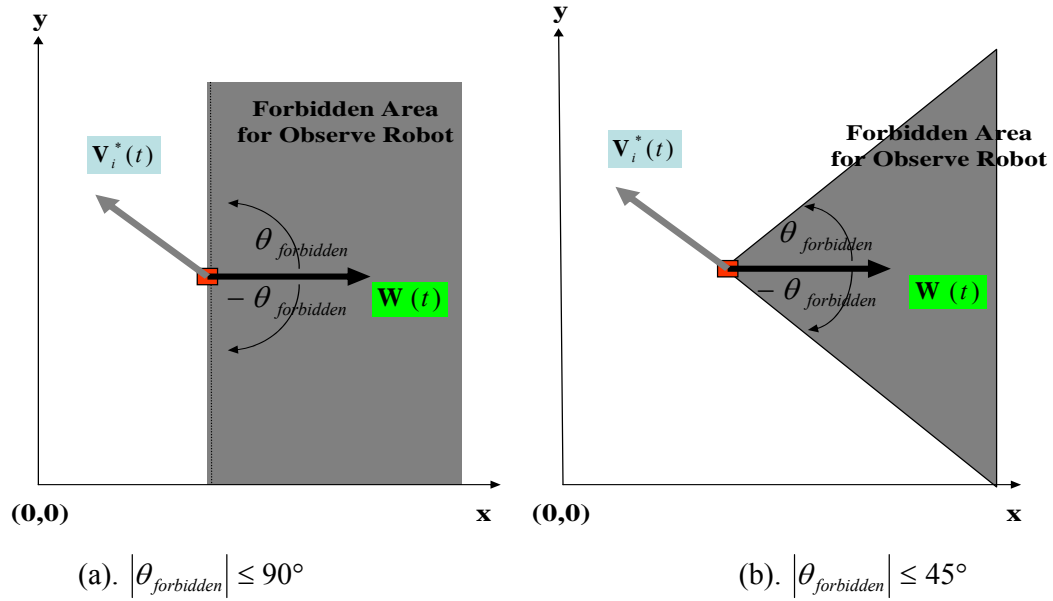 y
Forbidden Area
for Observe Robot
V_i^*(t)
θ_forbidden
− θ_forbidden
W (t)
(0,0)
x
(a). |θ_forbidden| ≤ 90°
y
Forbidden Area
for Observe Robot
V_i^*(t)
θ_forbidden
− θ_forbidden
W (t)
(0,0)
x
(b). |θ_forbidden| ≤ 45°